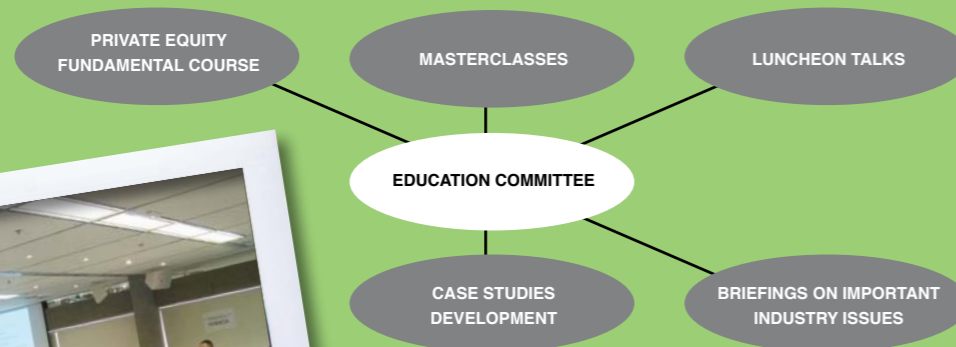 PRIVATE EQUITY
FUNDAMENTAL COURSE
MASTERCLASSES
LUNCHEON TALKS
EDUCATION COMMITTEE
CASE STUDIES
DEVELOPMENT
BRIEFINGS ON IMPORTANT
INDUSTRY ISSUES